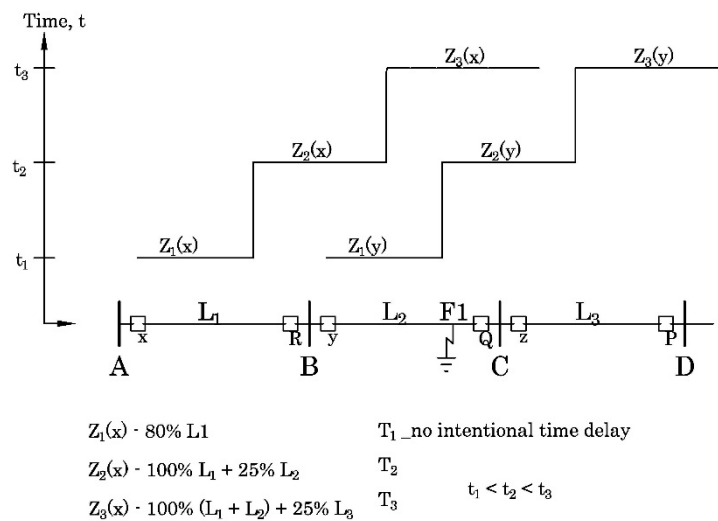 Time, t
t₃
Z₃(x)
Z₃(y)
t₂
Z₂(x)
Z₂(y)
t₁
Z₁(x)
Z₁(y)
L₁
L₂
F1
L₃
x
R
y
Q
z
P
A
B
C
D
Z₁(x) - 80% L1
T₁ _no intentional time delay
Z₂(x) - 100% L₁ + 25% L₂
T₂
t₁ < t₂ < t₃
Z₃(x) - 100% (L₁ + L₂) + 25% L₃
T₃